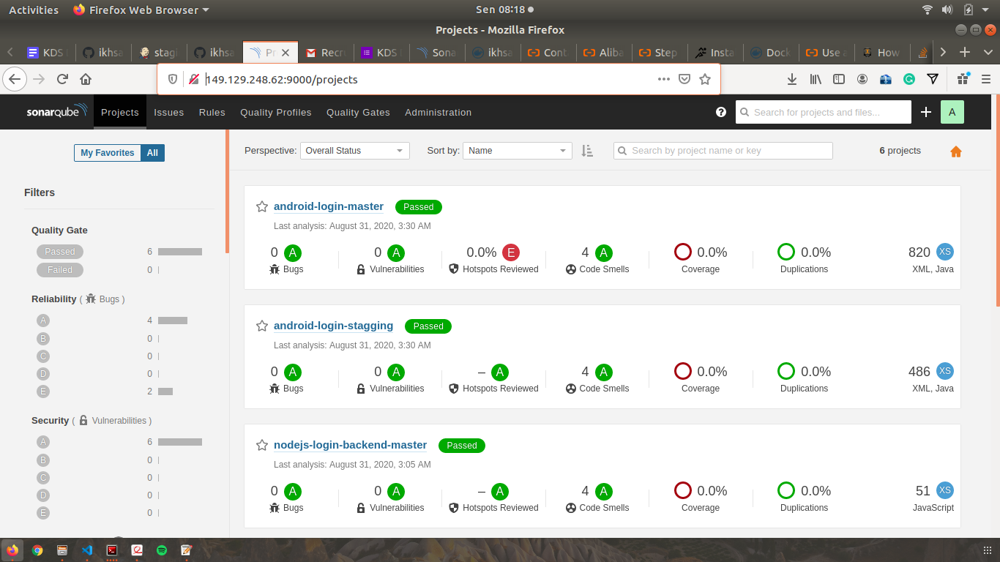 Activities Firefox Web Browser Sen 08:18
Projects - Mozilla Firefox
KDS ikhsa stagi ikhsa Pr Recru KDS Sona ikhsa Cont Aliba Step Insta Dock Use a How
149.129.248.62:9000/projects
sonarqube Projects Issues Rules Quality Profiles Quality Gates Administration ? Search for projects and files... A
My Favorites All
Perspective: Overall Status Sort by: Name Search by project name or key 6 projects
Filters
Quality Gate
Passed 6
Failed 0
Reliability ( Bugs )
A 4
B 0
C 0
D 0
E 2
Security ( Vulnerabilities )
A 6
B 0
C 0
D 0
E 0
android-login-master Passed
Last analysis: August 31, 2020, 3:30 AM
0 A 0 A 0.0% E 4 A 0.0% 0.0% 820 XS
Bugs Vulnerabilities Hotspots Reviewed Code Smells Coverage Duplications XML, Java
android-login-stagging Passed
Last analysis: August 31, 2020, 3:30 AM
0 A 0 A – A 4 A 0.0% 0.0% 486 XS
Bugs Vulnerabilities Hotspots Reviewed Code Smells Coverage Duplications XML, Java
nodejs-login-backend-master Passed
Last analysis: August 31, 2020, 3:05 AM
0 A 0 A – A 4 A 0.0% 0.0% 51 XS
Bugs Vulnerabilities Hotspots Reviewed Code Smells Coverage Duplications JavaScript